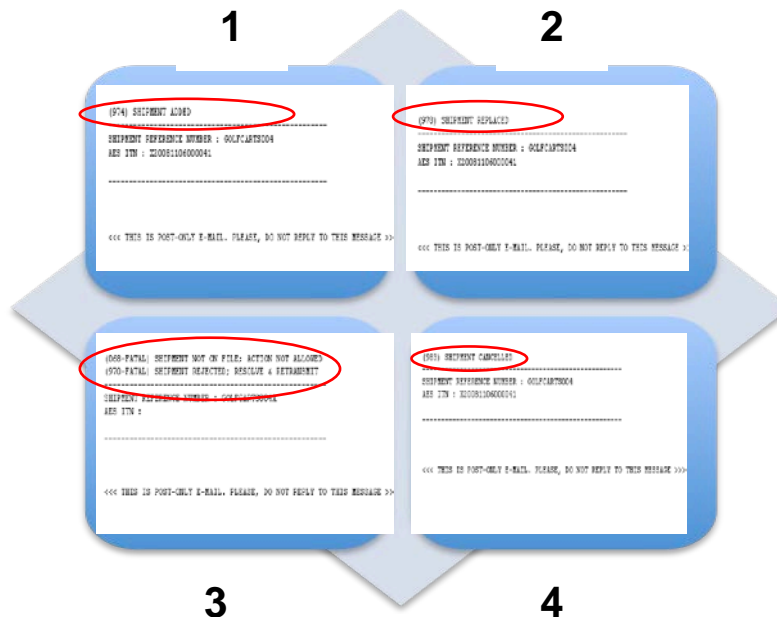 1
2
(974) SHIPMENT ADDED
SHIPMENT REFERENCE NUMBER : GOLFCARTS004
AES ITN : X20081106000041
<<< THIS IS POST-ONLY E-MAIL. PLEASE, DO NOT REPLY TO THIS MESSAGE >>
SHIPMENT REPLACED
SHIPMENT REFERENCE NUMBER : GOLFCARTS004
AES ITN : X20081106000041
<<< THIS IS POST-ONLY E-MAIL. PLEASE, DO NOT REPLY TO THIS MESSAGE >
SHIPMENT NOT ON FILE; ACTION NOT ALLOWED
(970-FATAL) SHIPMENT REJECTED; RESOLVE & RETRANSMIT
SHIPMENT REFERENCE NUMBER :
AES ITN :
<<< THIS IS POST-ONLY E-MAIL. PLEASE, DO NOT REPLY TO THIS MESSAGE >>
SHIPMENT CANCELLED
SHIPMENT REFERENCE NUMBER : GOLFCARTS004
AES ITN : X20081106000041
<<< THIS IS POST-ONLY E-MAIL. PLEASE, DO NOT REPLY TO THIS MESSAGE >>>
3
4